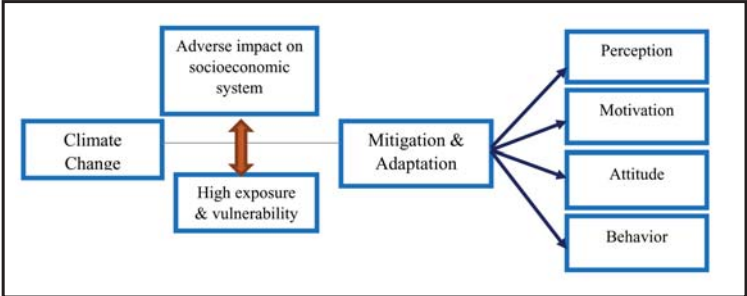 Adverse impact on
socioeconomic
system
Climate
Change
High exposure
& vulnerability
Mitigation &
Adaptation
Perception
Motivation
Attitude
Behavior